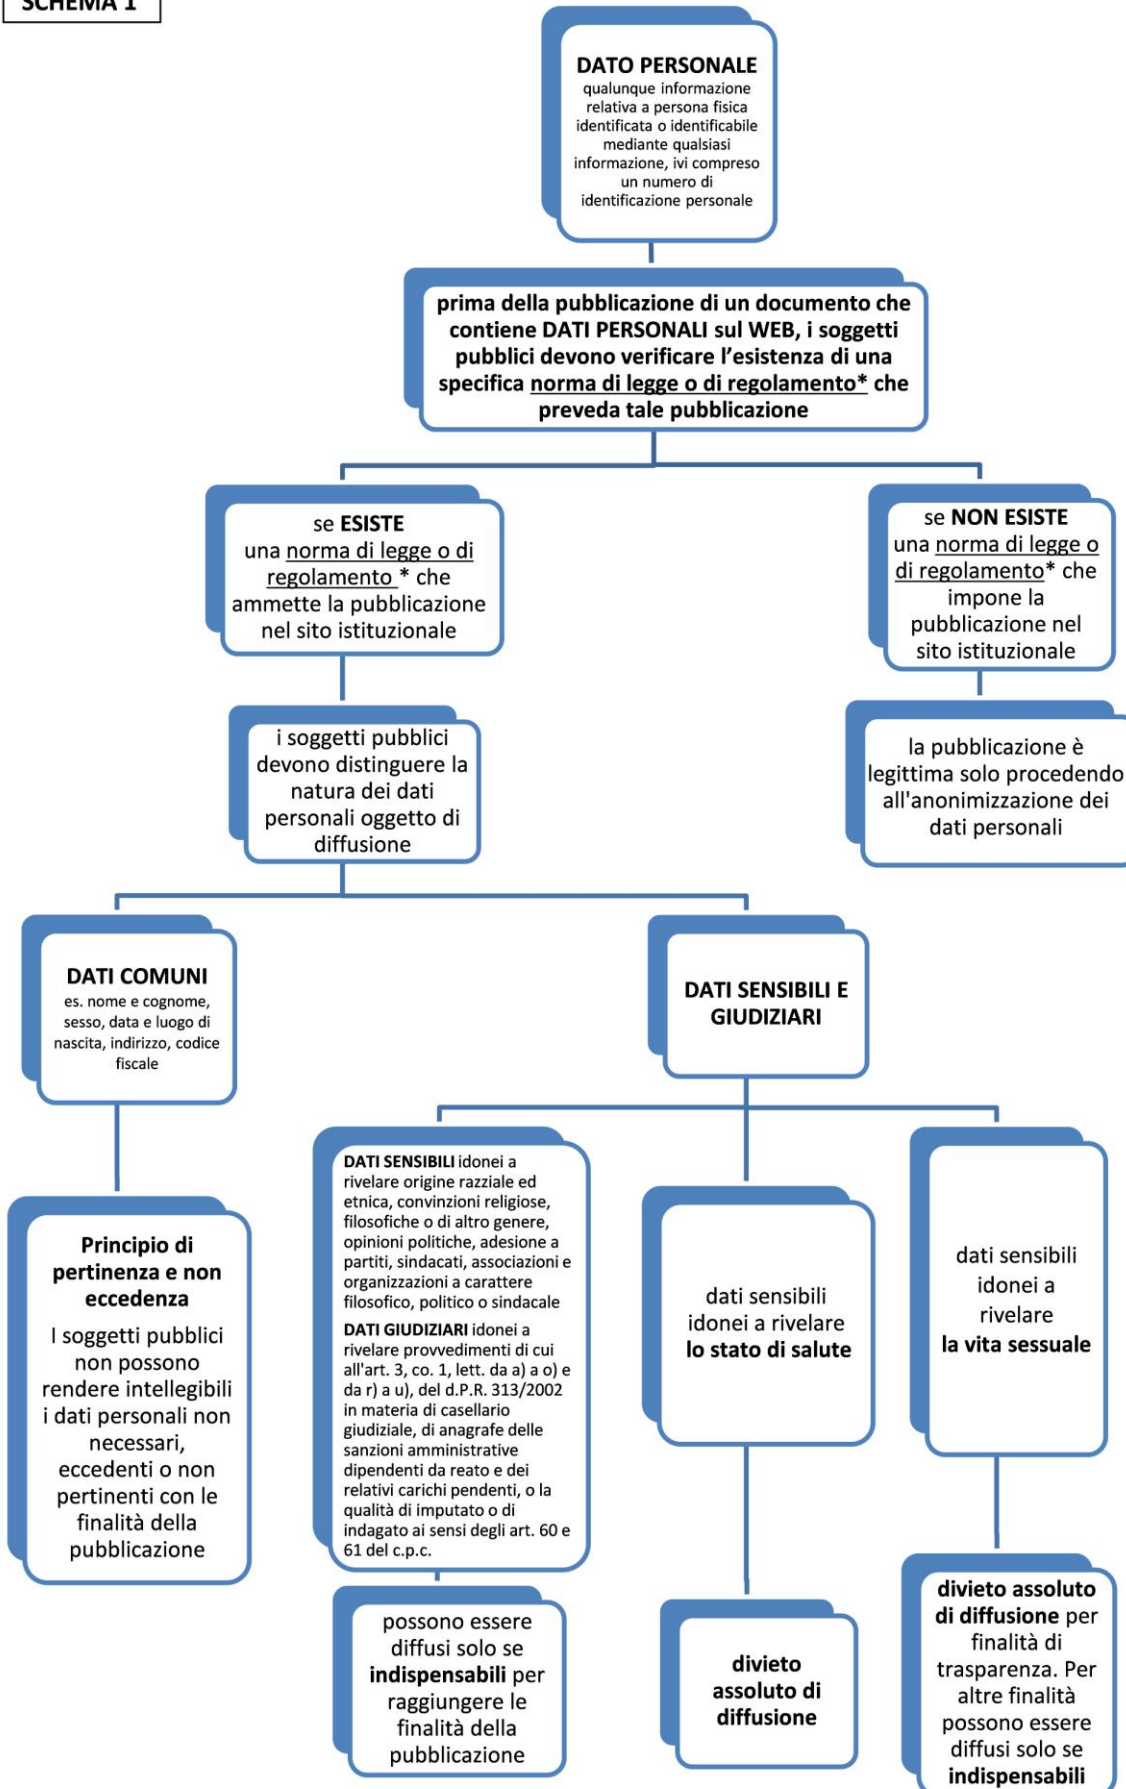 SCHEMA 1
DATO PERSONALE
qualunque informazione
relativa a persona fisica
identificata o identificabile
mediante qualsiasi
informazione, ivi compreso
un numero di
identificazione personale
prima della pubblicazione di un documento che
contiene DATI PERSONALI sul WEB, i soggetti
pubblici devono verificare l'esistenza di una
specifica norma di legge o di regolamento* che
preveda tale pubblicazione
se ESISTE
una norma di legge o di
regolamento * che
ammette la pubblicazione
nel sito istituzionale
se NON ESISTE
una norma di legge o
di regolamento* che
impone la
pubblicazione nel
sito istituzionale
i soggetti pubblici
devono distinguere la
natura dei dati
personali oggetto di
diffusione
la pubblicazione è
legittima solo procedendo
all'anonimizzazione dei
dati personali
DATI COMUNI
es. nome e cognome,
sesso, data e luogo di
nascita, indirizzo, codice
fiscale
DATI SENSIBILI E
GIUDIZIARI
Principio di
pertinenza e non
eccedenza
I soggetti pubblici
non possono
rendere intellegibili
i dati personali non
necessari,
eccedenti o non
pertinenti con le
finalità della
pubblicazione
DATI SENSIBILI idonei a
rivelare origine razziale ed
etnica, convinzioni religiose,
filosofiche o di altro genere,
opinioni politiche, adesione a
partiti, sindacati, associazioni e
organizzazioni a carattere
filosofico, politico o sindacale
DATI GIUDIZIARI idonei a
rivelare provvedimenti di cui
all'art. 3, co. 1, lett. da a) a o) e
da r) a u), del d.P.R. 313/2002
in materia di casellario
giudiziale, di anagrafe delle
sanzioni amministrative
dipendenti da reato e dei
relativi carichi pendenti, o la
qualità di imputato o di
indagato ai sensi degli art. 60 e
61 del c.p.c.
dati sensibili
idonei a rivelare
lo stato di salute
dati sensibili
idonei a
rivelare
la vita sessuale
possono essere
diffusi solo se
indispensabili per
raggiungere le
finalità della
pubblicazione
divieto
assoluto di
diffusione
divieto assoluto
di diffusione per
finalità di
trasparenza. Per
altre finalità
possono essere
diffusi solo se
indispensabili